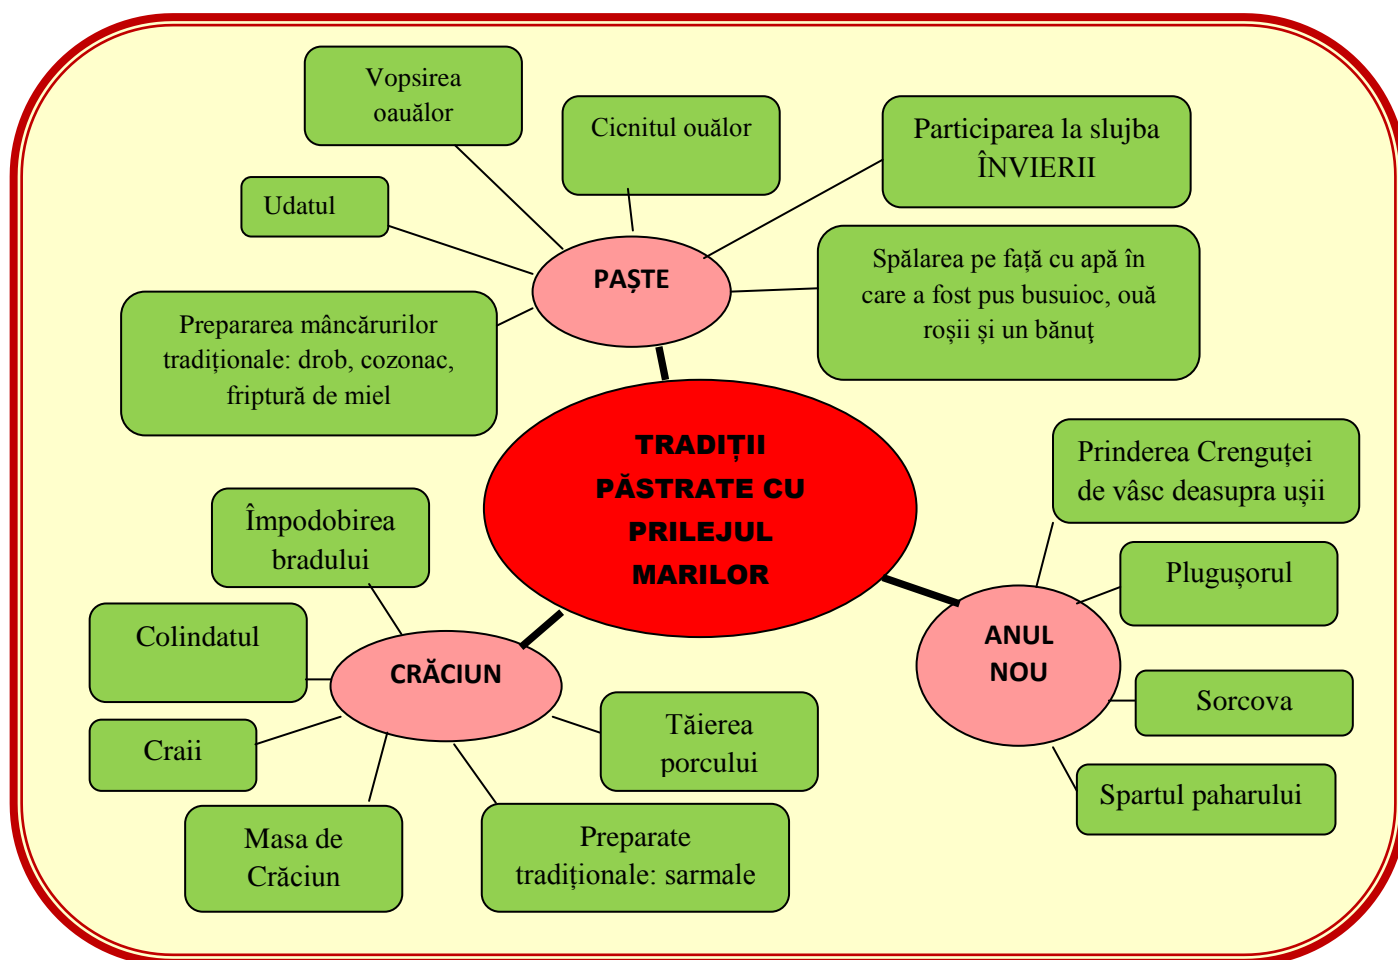 Vopsirea
oauălor
Cicnitul ouălor
Participarea la slujba
ÎNVIERII
Udatul
PAȘTE
Spălarea pe față cu apă în
care a fost pus busuioc, ouă
roșii și un bănuţ
Prepararea mâncărurilor
tradiționale: drob, cozonac,
friptură de miel
TRADIȚII
PĂSTRATE CU
PRILEJUL
MARILOR
Prinderea Crenguței
de vâsc deasupra ușii
Plugușorul
ANUL
NOU
Sorcova
Spartul paharului
Împodobirea
bradului
Colindatul
CRĂCIUN
Craii
Tăierea
porcului
Masa de
Crăciun
Preparate
tradiționale: sarmale